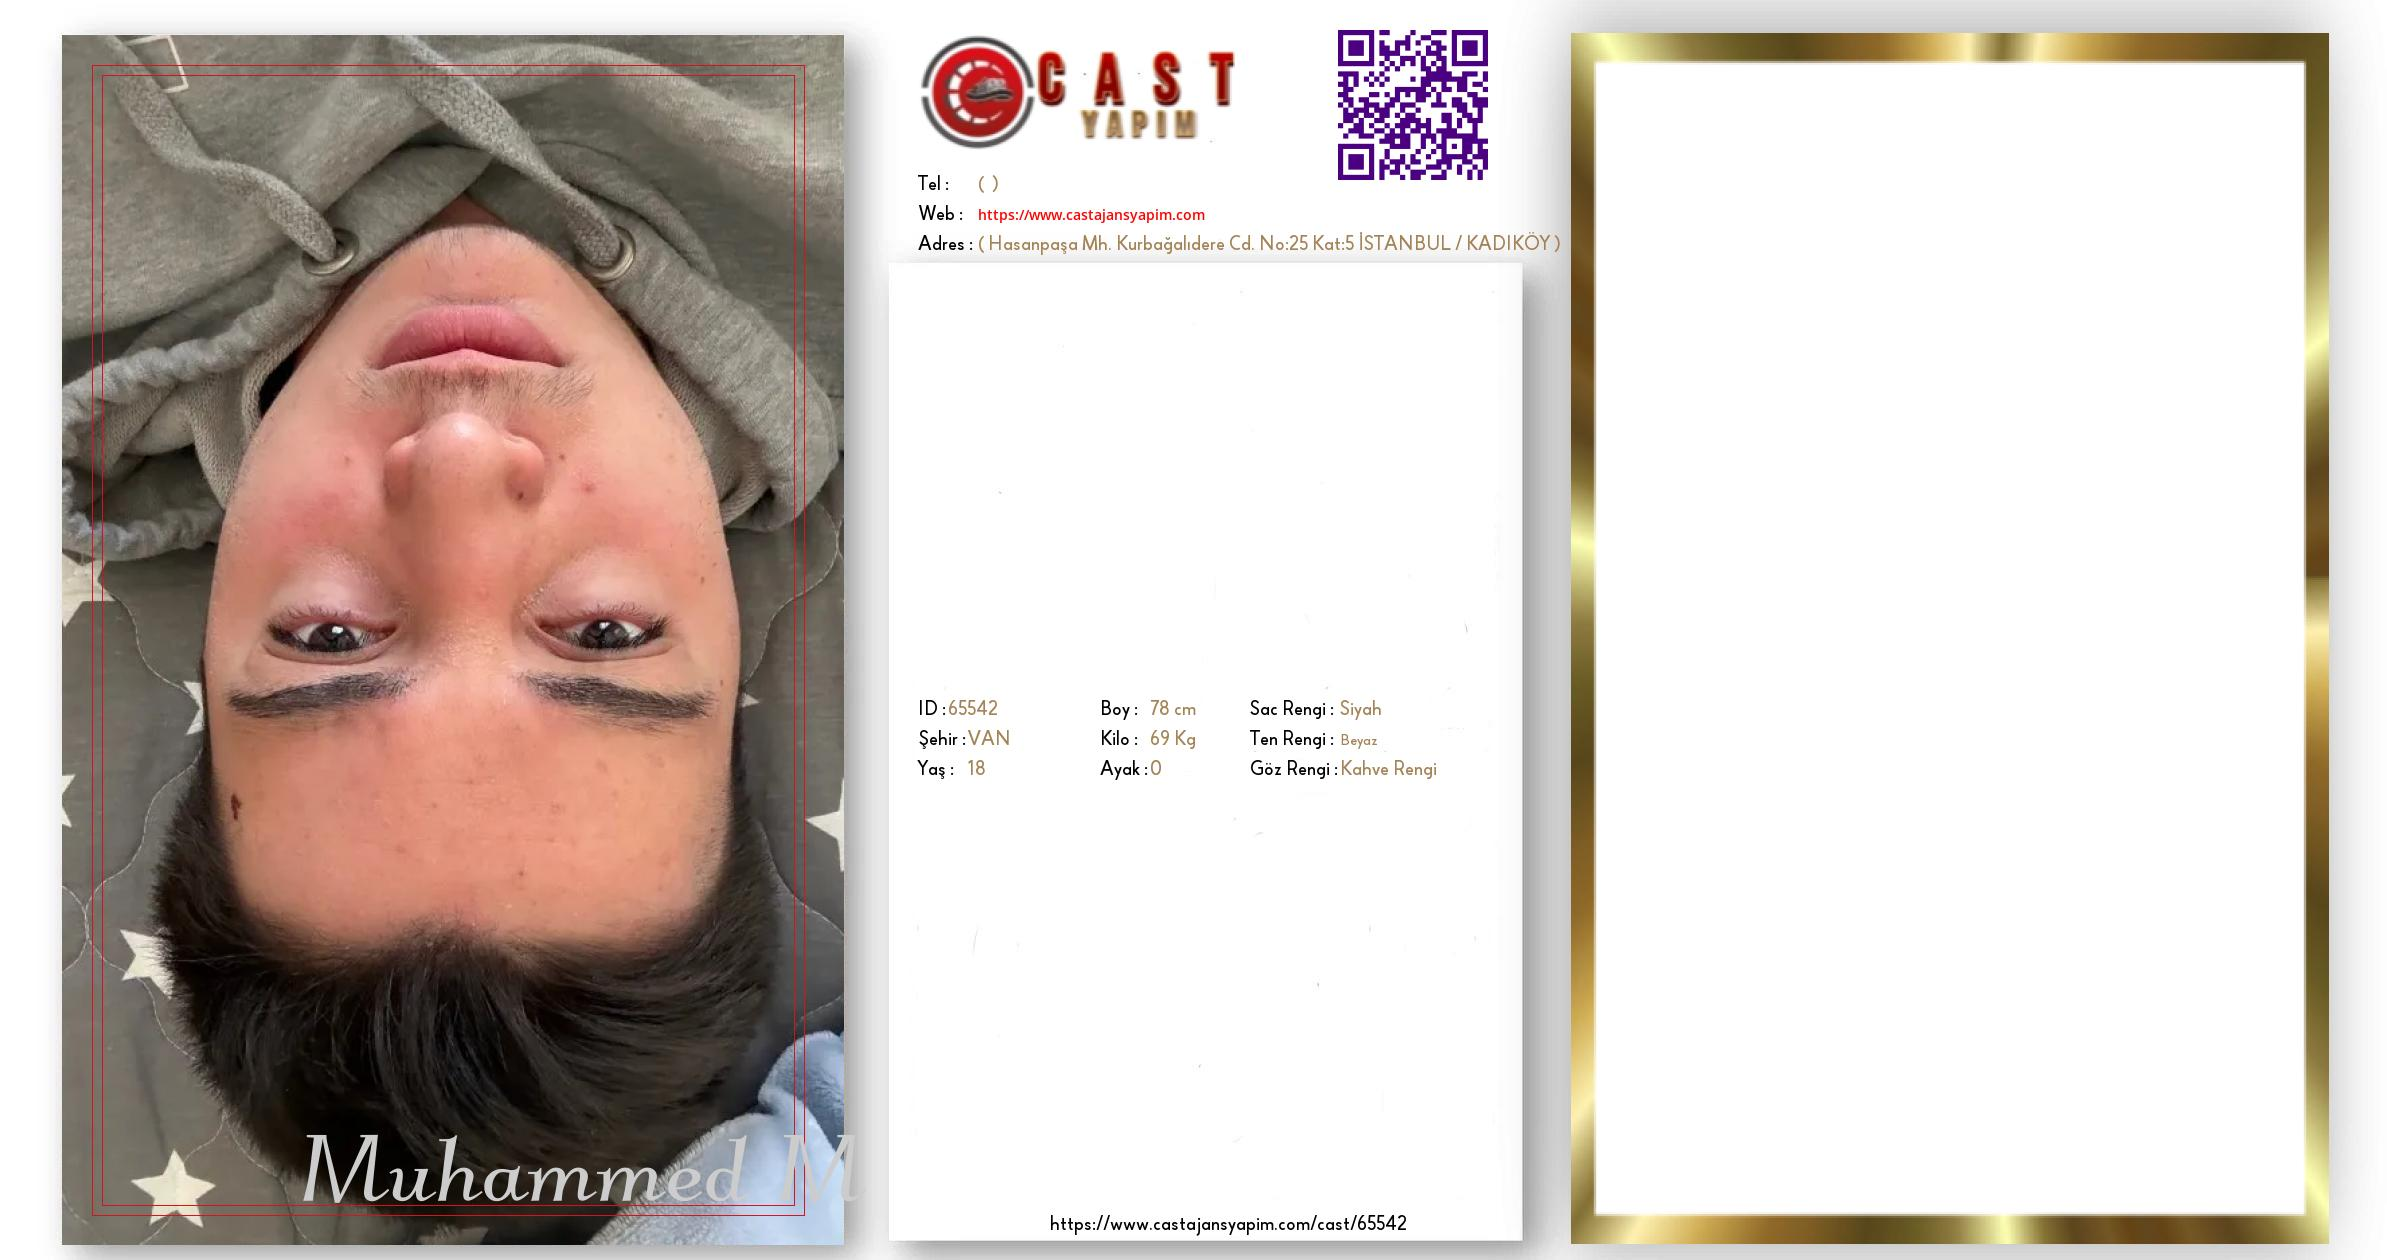 CAST
YAPIM
Tel : ( )
Web : https://www.castajansyapim.com
Adres : ( Hasanpaşa Mh. Kurbağalıdere Cd. No:25 Kat:5 İSTANBUL / KADIKÖY )
ID : 65542 Boy : 78 cm Sac Rengi : Siyah
Şehir : VAN Kilo : 69 Kg Ten Rengi : Beyaz
Yaş : 18 Ayak : 0 Göz Rengi : Kahve Rengi
Muhammed M
https://www.castajansyapim.com/cast/65542